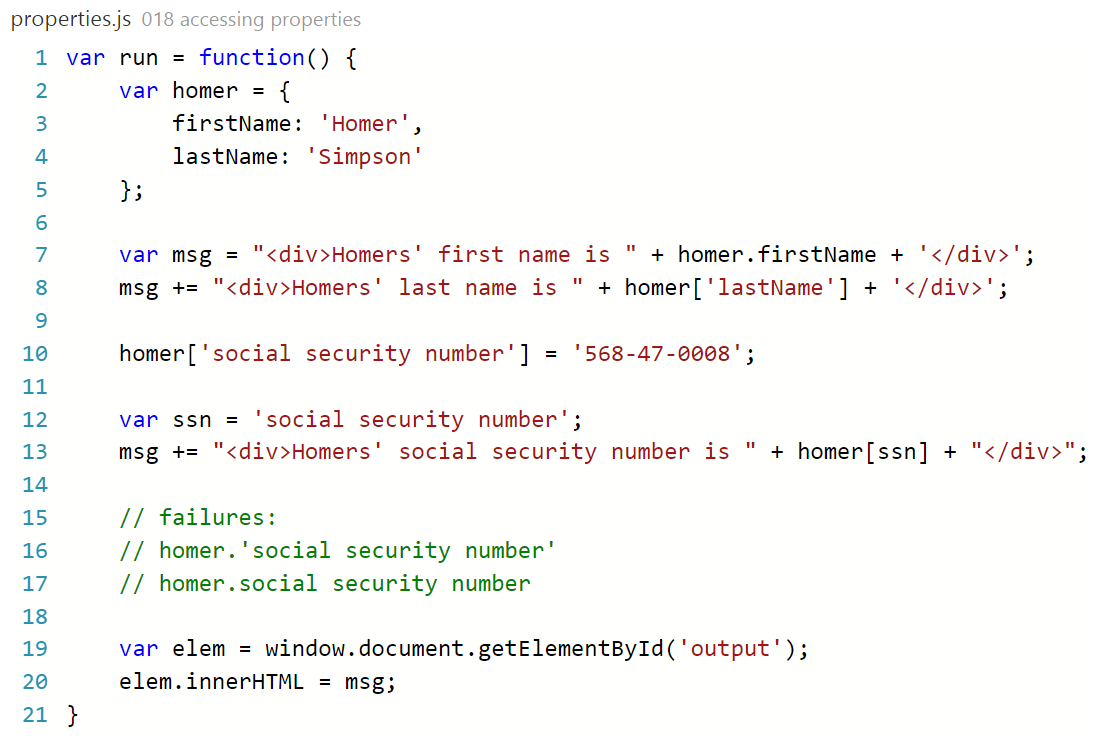 properties.js 018 accessing properties
1 var run = function() {
2     var homer = {
3         firstName: 'Homer',
4         lastName: 'Simpson'
5     };
6
7     var msg = "<div>Homers' first name is " + homer.firstName + '</div>';
8     msg += "<div>Homers' last name is " + homer['lastName'] + '</div>';
9
10     homer['social security number'] = '568-47-0008';
11
12     var ssn = 'social security number';
13     msg += "<div>Homers' social security number is " + homer[ssn] + "</div>";
14
15     // failures:
16     // homer.'social security number'
17     // homer.social security number
18
19     var elem = window.document.getElementById('output');
20     elem.innerHTML = msg;
21 }